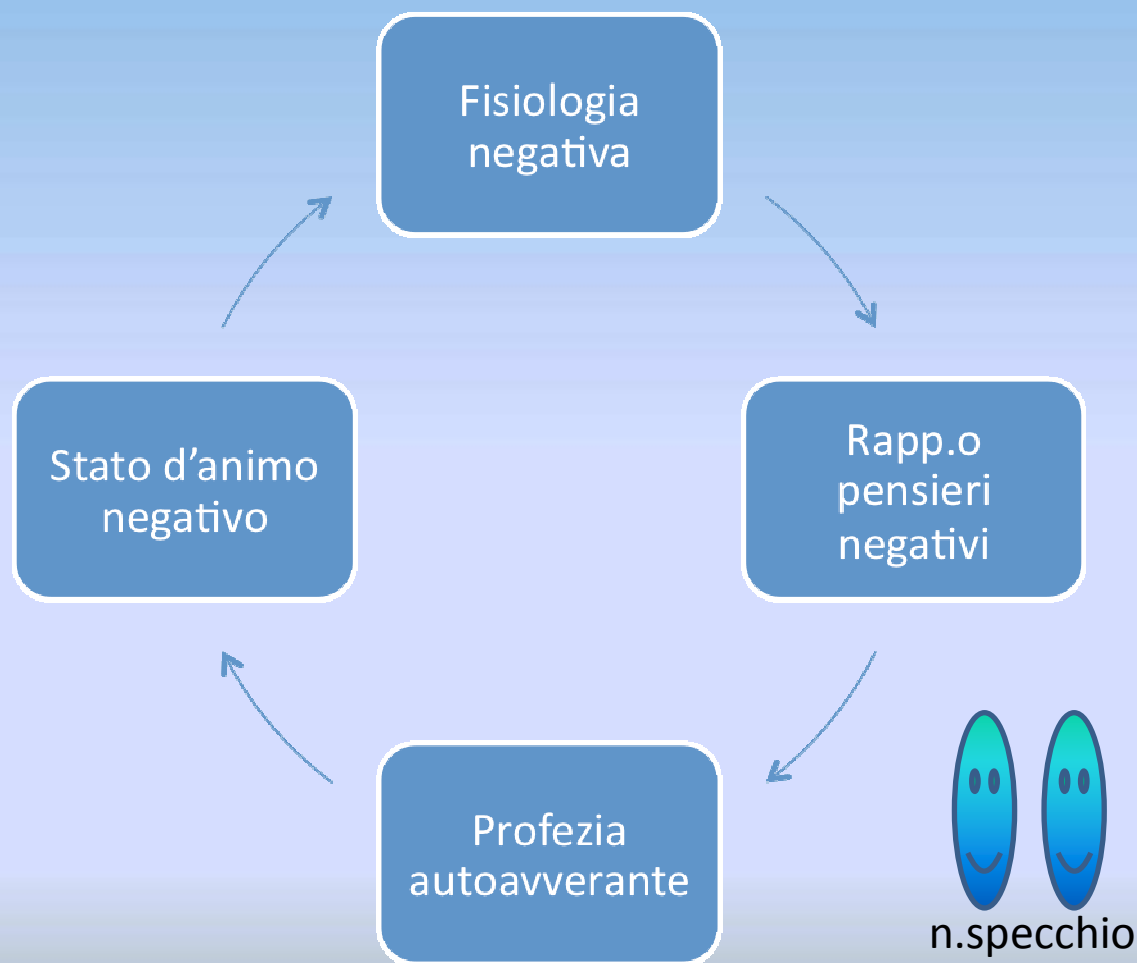 Fisiologia
negativa
Stato d’animo
negativo
Rapp.o
pensieri
negativi
Profezia
autoavverante
n.specchio